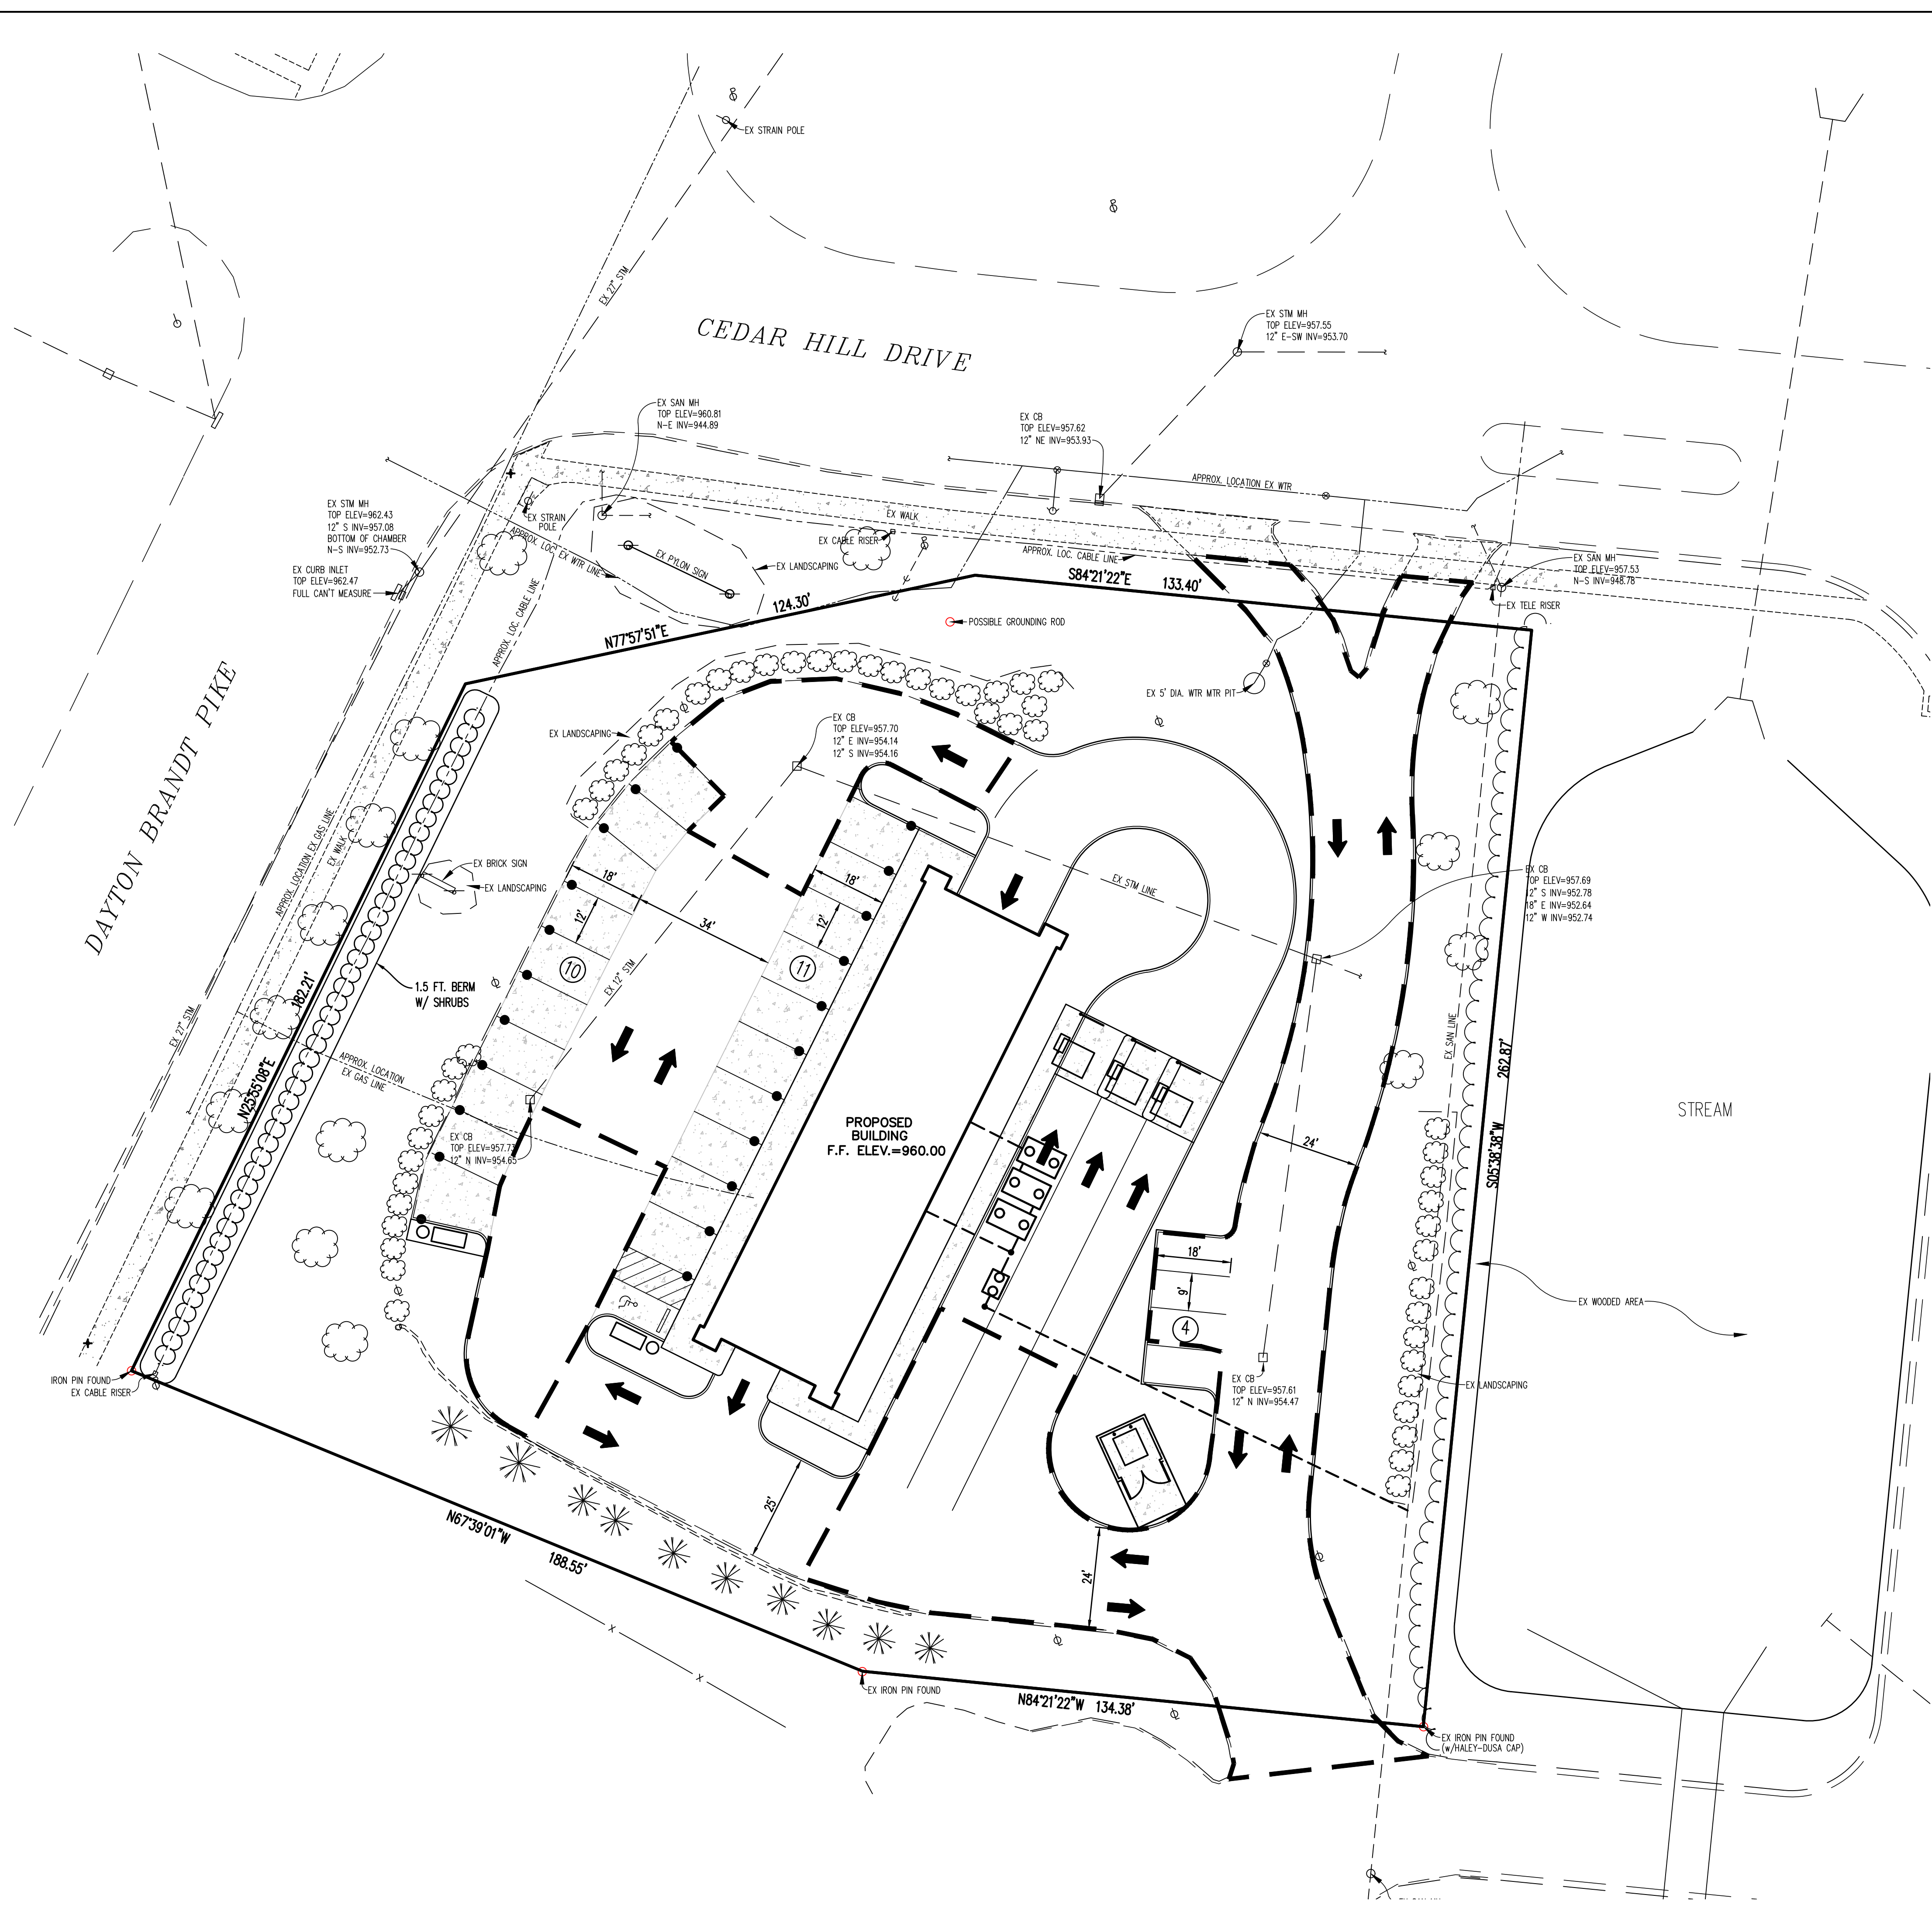 EX STRAIN POLE
EX 27" STM
CEDAR HILL DRIVE
EX STM MH
TOP ELEV=957.55
12" E-SW INV=953.70
EX SAN MH
TOP ELEV=960.81
N-E INV=944.89
EX CB
TOP ELEV=957.62
12" NE INV=953.93
APPROX. LOCATION EX WTR
EX STM MH
TOP ELEV=962.43
12" S INV=957.08
BOTTOM OF CHAMBER
N-S INV=952.73
EX STRAIN
POLE
EX WALK
EX CABLE RISER
APPROX. LOC. CABLE LINE
APPROX. LOC EX WTR LINE
EX PYLON SIGN
EX LANDSCAPING
EX SAN MH
TOP ELEV=957.53
N-S INV=948.78
EX CURB INLET
TOP ELEV=962.47
FULL CAN'T MEASURE
S84°21'22"E 133.40'
124.30'
N77°57'51"E
EX TELE RISER
APPROX. LOC. CABLE LINE
POSSIBLE GROUNDING ROD
EX 5' DIA. WTR MTR PIT
DAYTON BRANDT PIKE
EX LANDSCAPING
EX CB
TOP ELEV=957.70
12" E INV=954.14
12" S INV=954.16
APPROXIMATE LOCATION EX GAS LINE
EX WALK
EX BRICK SIGN
EX LANDSCAPING
18'
12'
34'
18'
12'
EX STM LINE
EX CB
TOP ELEV=957.69
12" S INV=952.78
18" E INV=952.64
12" W INV=952.74
10
11
EX 12" STM
1.5 FT. BERM
W/ SHRUBS
182.21'
N25°55'08"E
EX 27" STM
APPROX. LOCATION
EX GAS LINE
EX SAN LINE
262.87'
S05°38'38"W
STREAM
EX CB
TOP ELEV=957.73
12" N INV=954.65
PROPOSED
BUILDING
F.F. ELEV.=960.00
24'
18'
9'
4
EX WOODED AREA
EX CB
TOP ELEV=957.61
12" N INV=954.47
EX LANDSCAPING
IRON PIN FOUND
EX CABLE RISER
25'
24'
N67°39'01"W
188.55'
EX IRON PIN FOUND
N84°21'22"W 134.38'
EX IRON PIN FOUND
(w/HALEY-DUSA CAP)
X
X